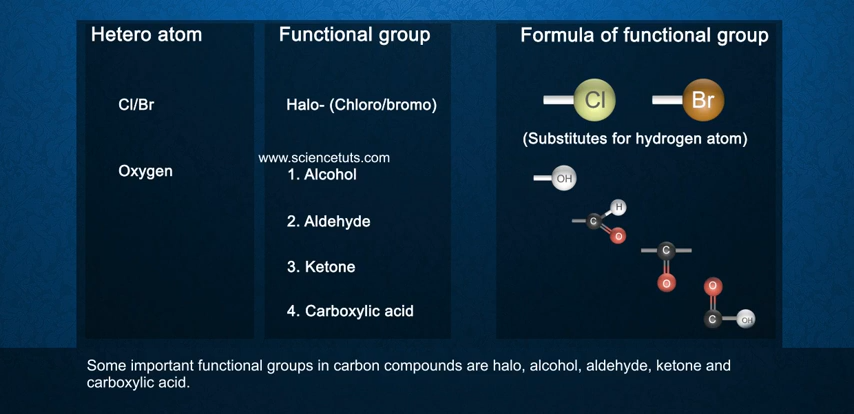 Hetero atom
Functional group
Formula of functional group
Cl/Br
Halo- (Chloro/bromo)
Cl
Br
(Substitutes for hydrogen atom)
www.sciencetuts.com
Oxygen
1. Alcohol
OH
2. Aldehyde
H
C
O
3. Ketone
C
O
4. Carboxylic acid
O
C
OH
Some important functional groups in carbon compounds are halo, alcohol, aldehyde, ketone and
carboxylic acid.